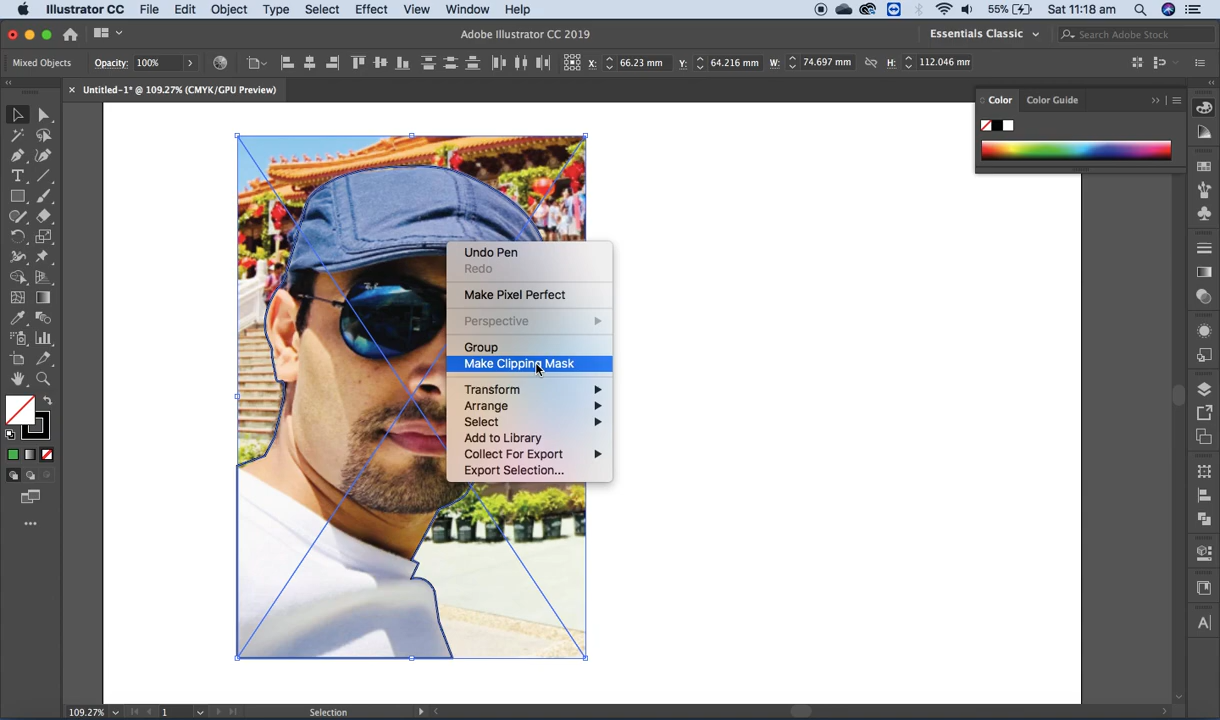 Illustrator CC File Edit Object Type Select Effect View Window Help 55% Sat 11:18 am
Adobe Illustrator CC 2019 Essentials Classic Search Adobe Stock
Mixed Objects Opacity: 100% X: 66.23 mm Y: 64.216 mm W: 74.697 mm H: 112.046 mm
× Untitled-1* @ 109.27% (CMYK/GPU Preview)
Color Color Guide
Undo Pen
Redo
Make Pixel Perfect
Perspective
Group
Make Clipping Mask
Transform
Arrange
Select
Add to Library
Collect For Export
Export Selection...
109.27% 1 Selection